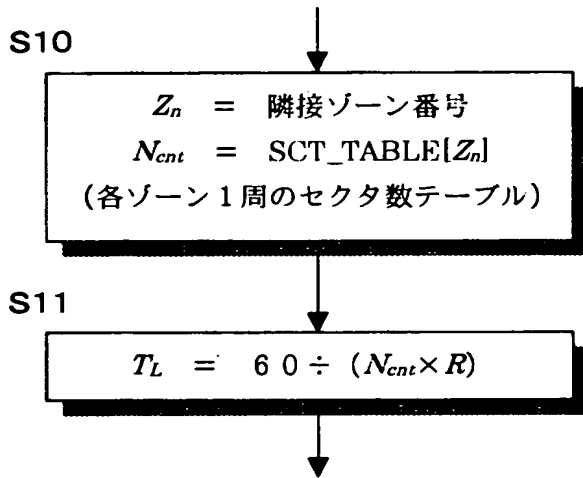 S10
Zn = 隣接ゾーン番号
Ncnt = SCT_TABLE[Zn]
(各ゾーン1周のセクタ数テーブル)
S11
TL = 60÷(Ncnt×R)